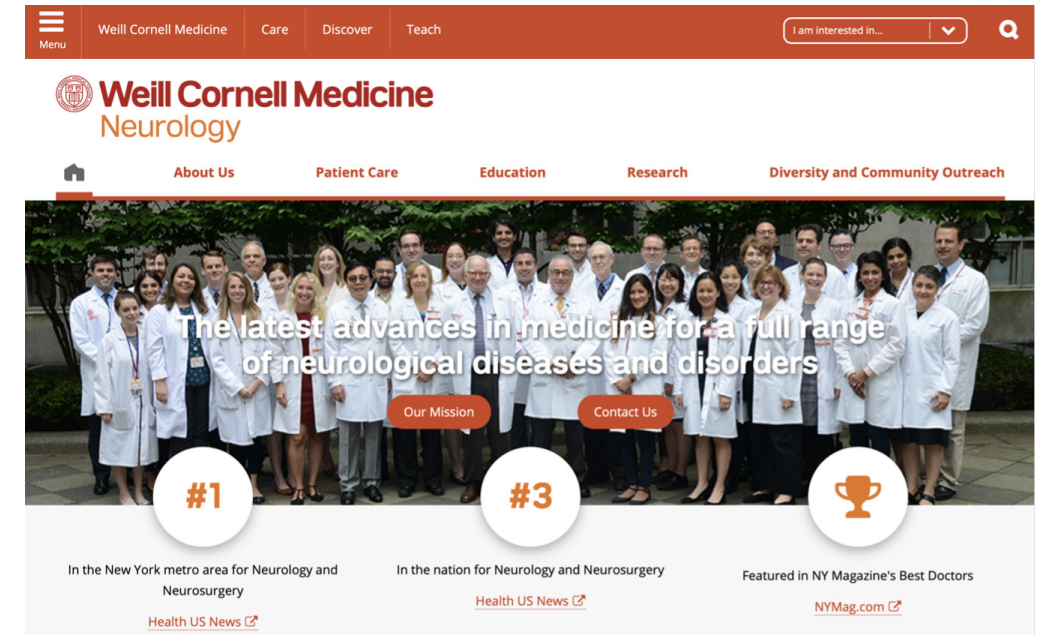 Menu
Weill Cornell Medicine
Care
Discover
Teach
I am interested in...
Weill Cornell Medicine
Neurology
About Us
Patient Care
Education
Research
Diversity and Community Outreach
The latest advances in medicine for a full range
of neurological diseases and disorders
Our Mission
Contact Us
#1
In the New York metro area for Neurology and
Neurosurgery
Health US News
#3
In the nation for Neurology and Neurosurgery
Health US News
Featured in NY Magazine's Best Doctors
NYMag.com